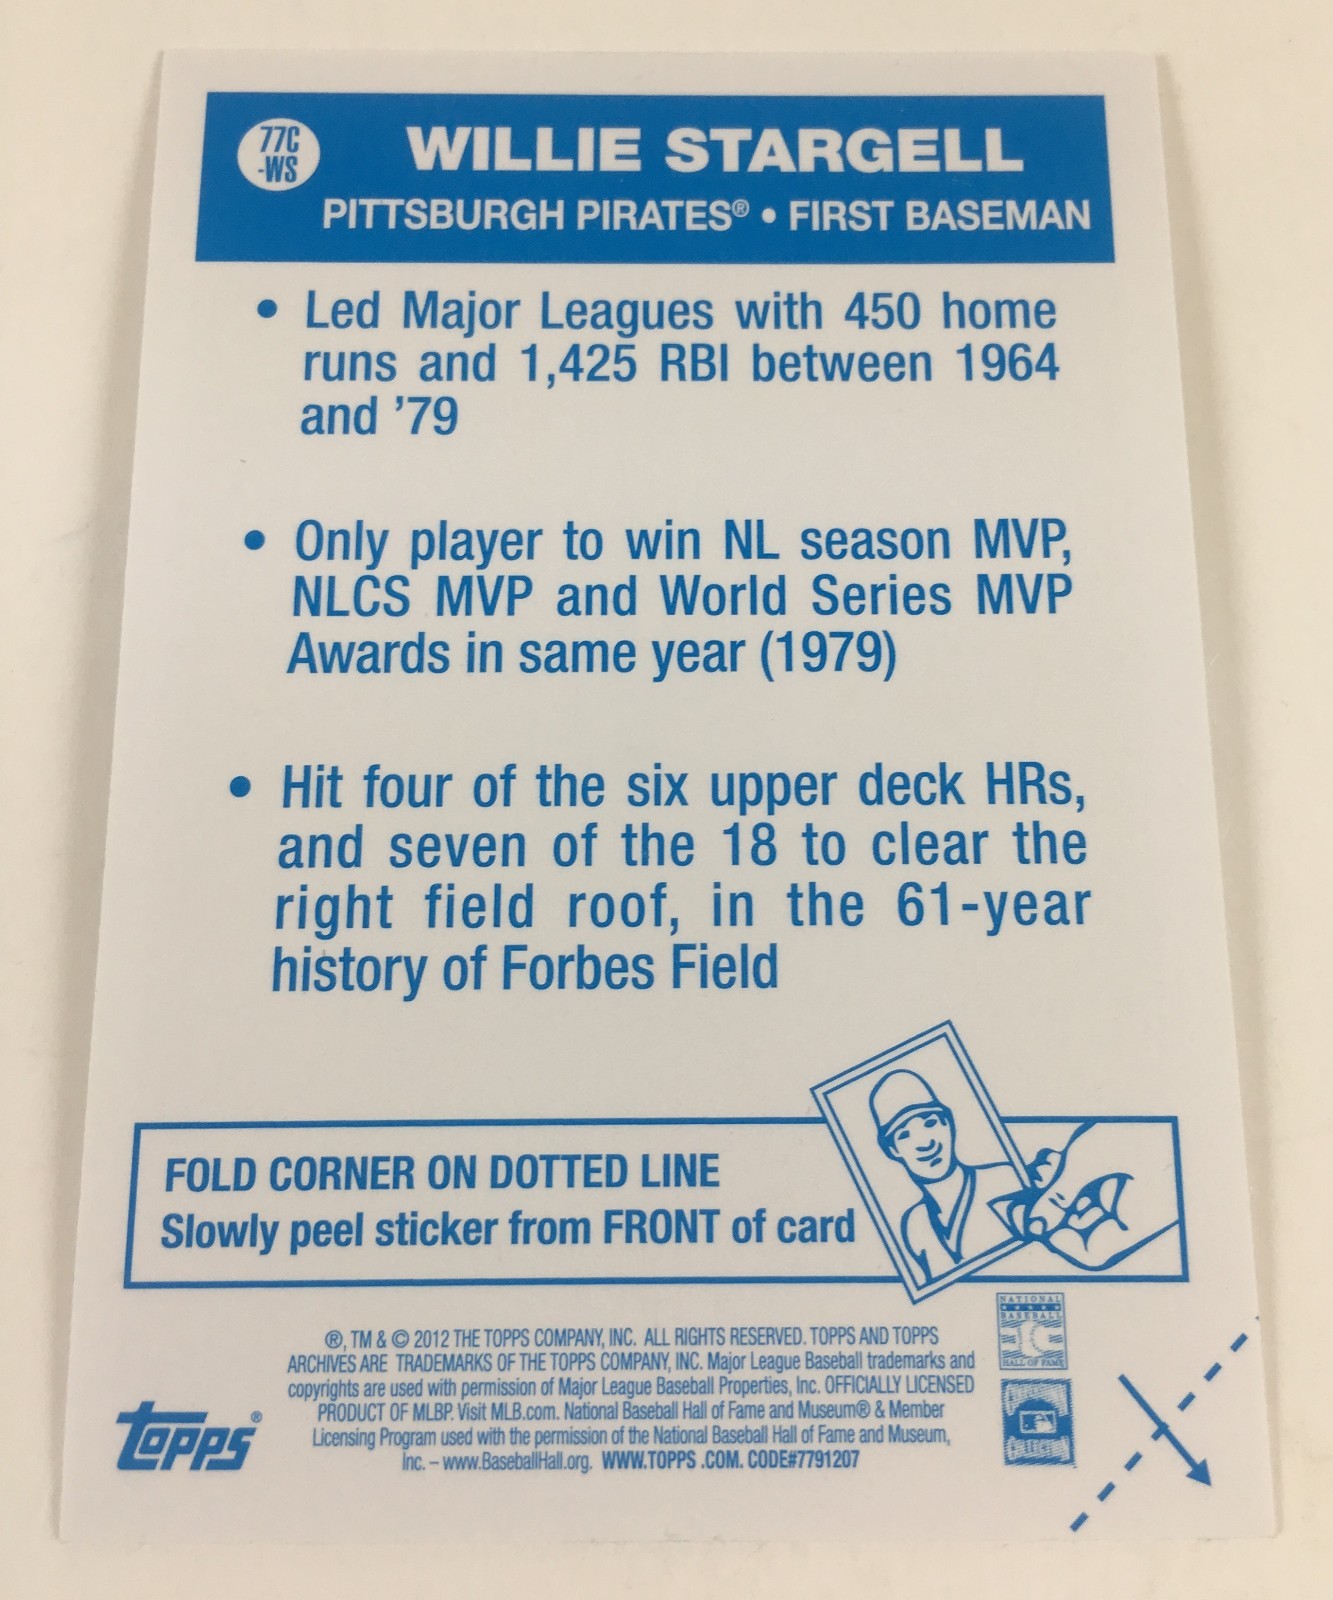 77C
-WS
WILLIE STARGELL
PITTSBURGH PIRATES® • FIRST BASEMAN
• Led Major Leagues with 450 home
runs and 1,425 RBI between 1964
and ’79
• Only player to win NL season MVP,
NLCS MVP and World Series MVP
Awards in same year (1979)
• Hit four of the six upper deck HRs,
and seven of the 18 to clear the
right field roof, in the 61-year
history of Forbes Field
FOLD CORNER ON DOTTED LINE
Slowly peel sticker from FRONT of card
®, TM & © 2012 THE TOPPS COMPANY, INC. ALL RIGHTS RESERVED. TOPPS AND TOPPS
ARCHIVES ARE TRADEMARKS OF THE TOPPS COMPANY, INC. Major League Baseball trademarks and
copyrights are used with permission of Major League Baseball Properties, Inc. OFFICIALLY LICENSED
PRODUCT OF MLBP. Visit MLB.com. National Baseball Hall of Fame and Museum® & Member
Licensing Program used with the permission of the National Baseball Hall of Fame and Museum,
Inc. – www.BaseballHall.org. WWW.TOPPS .COM. CODE#7791207
topps®
NATIONAL
BASEBALL
HALL OF FAME
COOPERSTOWN
COLLECTION